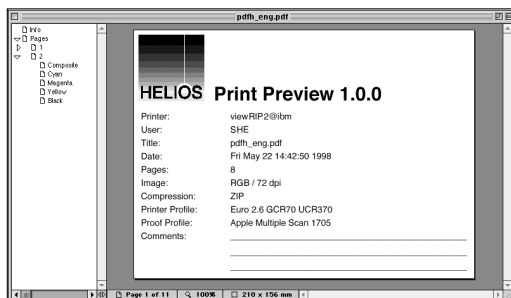 pdfh_eng.pdf
Info
Pages
1
2
Composite
Cyan
Magenta
Yellow
Black
HELIOS Print Preview 1.0.0
Printer: viewRIP2@ibm
User: SHE
Title: pdfh_eng.pdf
Date: Fri May 22 14:42:50 1998
Pages: 8
Image: RGB / 72 dpi
Compression: ZIP
Printer Profile: Euro 2.6 GCR70 UCR370
Proof Profile: Apple Multiple Scan 1705
Comments:
Page 1 of 11 100% 210 x 156 mm